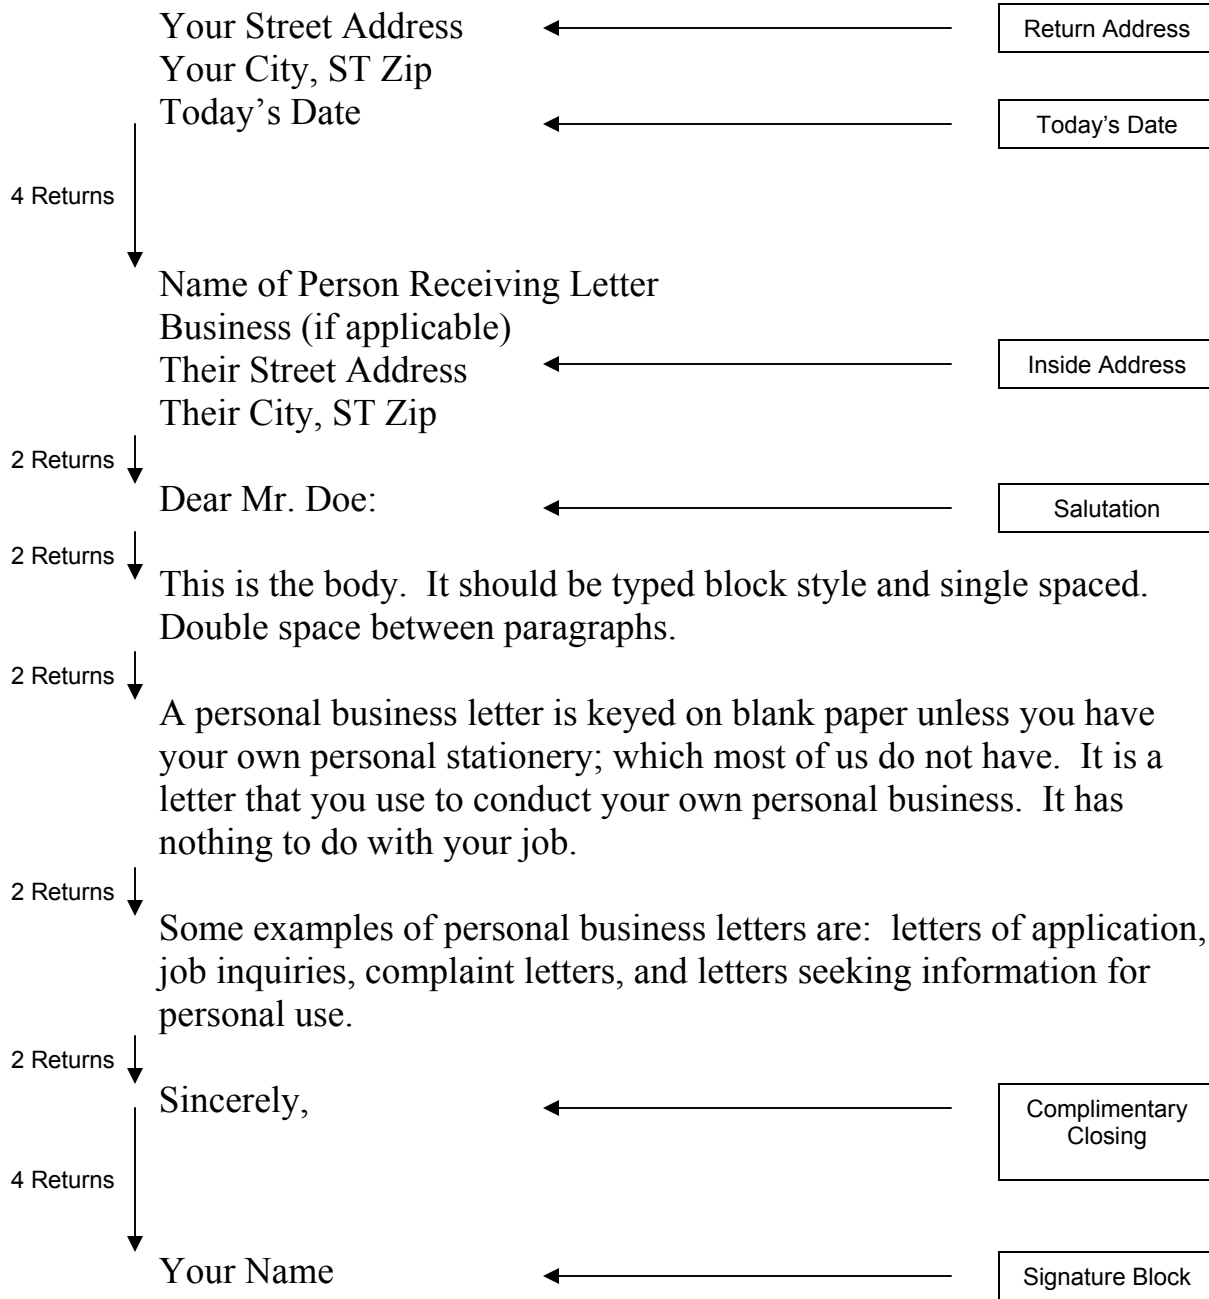 Your Street Address
Return Address
Your City, ST Zip
Today’s Date
Today’s Date
4 Returns
Name of Person Receiving Letter
Business (if applicable)
Their Street Address
Inside Address
Their City, ST Zip
2 Returns
Dear Mr. Doe:
Salutation
2 Returns
This is the body.  It should be typed block style and single spaced.
Double space between paragraphs.
2 Returns
A personal business letter is keyed on blank paper unless you have
your own personal stationery; which most of us do not have.  It is a
letter that you use to conduct your own personal business.  It has
nothing to do with your job.
2 Returns
Some examples of personal business letters are:  letters of application,
job inquiries, complaint letters, and letters seeking information for
personal use.
2 Returns
Sincerely,
Complimentary
Closing
4 Returns
Your Name
Signature Block